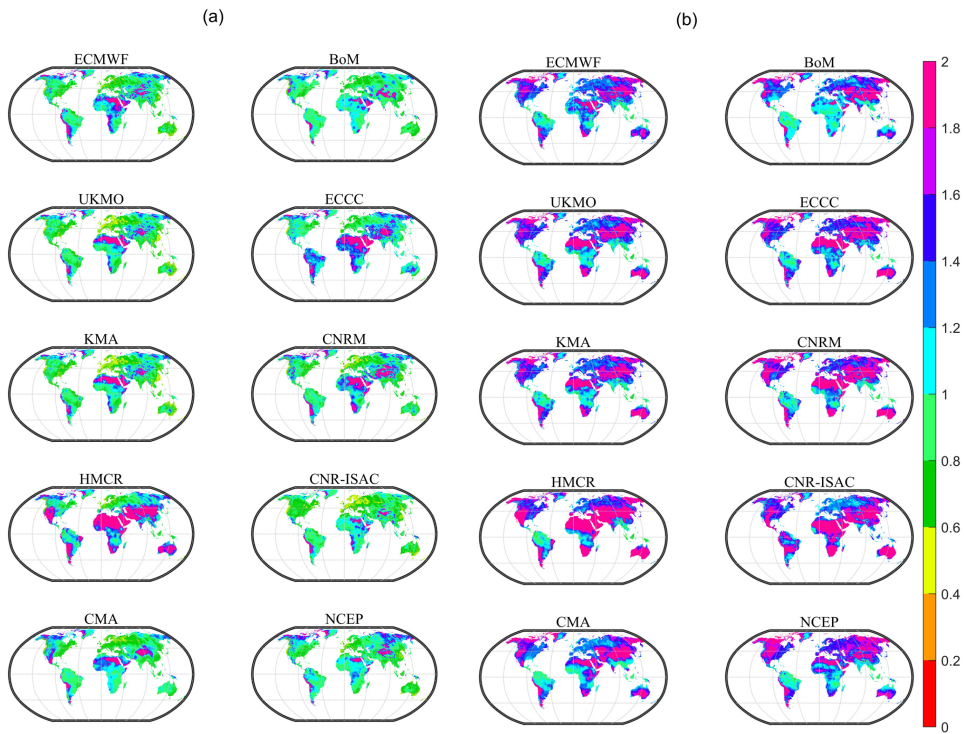 (a)
(b)
ECMWF
BoM
ECMWF
BoM
UKMO
ECCC
UKMO
ECCC
KMA
CNRM
KMA
CNRM
HMCR
CNR-ISAC
HMCR
CNR-ISAC
CMA
NCEP
CMA
NCEP
2
1.8
1.6
1.4
1.2
1
0.8
0.6
0.4
0.2
0